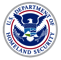 U.S. DEPARTMENT OF
HOMELAND SECURITY